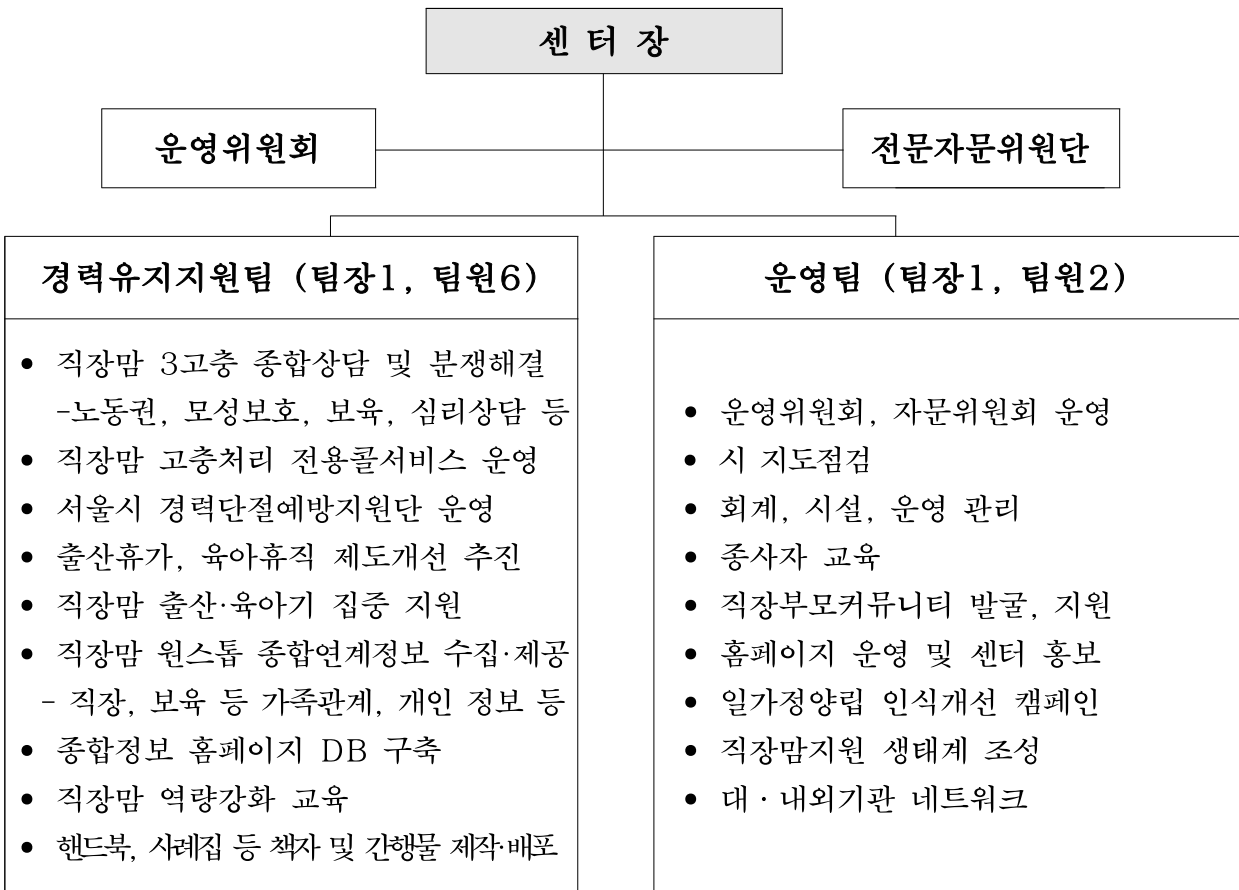 센 터 장
운영위원회
전문자문위원단
경력유지지원팀 (팀장1, 팀원6)
• 직장맘 3고충 종합상담 및 분쟁해결
-노동권, 모성보호, 보육, 심리상담 등
• 직장맘 고충처리 전용콜서비스 운영
• 서울시 경력단절예방지원단 운영
• 출산휴가, 육아휴직 제도개선 추진
• 직장맘 출산·육아기 집중 지원
• 직장맘 원스톱 종합연계정보 수집·제공
- 직장, 보육 등 가족관계, 개인 정보 등
• 종합정보 홈페이지 DB 구축
• 직장맘 역량강화 교육
• 핸드북, 사례집 등 책자 및 간행물 제작·배포
운영팀 (팀장1, 팀원2)
• 운영위원회, 자문위원회 운영
• 시 지도점검
• 회계, 시설, 운영 관리
• 종사자 교육
• 직장부모커뮤니티 발굴, 지원
• 홈페이지 운영 및 센터 홍보
• 일가정양립 인식개선 캠페인
• 직장맘지원 생태계 조성
• 대·내외기관 네트워크